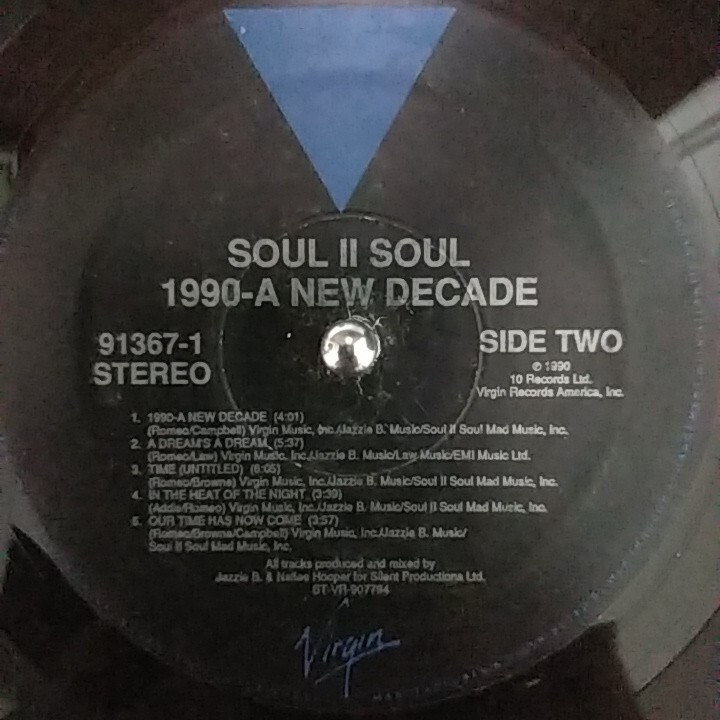 SOUL II SOUL
1990-A NEW DECADE
91367-1
STEREO
SIDE TWO
℗ 1990
10 Records Ltd.
Virgin Records America, Inc.
1. 1990-A NEW DECADE (4:01)
(Romeo/Campbell) Virgin Music, Inc./Jazzie B. Music/Soul II Soul Mad Music, Inc.
2. A DREAM'S A DREAM (5:37)
(Romeo/Law) Virgin Music, Inc./Jazzie B. Music/Law Music/EMI Music Ltd.
3. TIME (UNTITLED) (6:05)
(Romeo/Browne) Virgin Music, Inc./Jazzie B. Music/Soul II Soul Mad Music, Inc.
4. IN THE HEAT OF THE NIGHT (3:39)
(Addie/Romeo) Virgin Music, Inc./Jazzie B. Music/Soul II Soul Mad Music, Inc.
5. OUR TIME HAS NOW COME (3:57)
(Romeo/Browne/Campbell) Virgin Music, Inc./Jazzie B. Music/
Soul II Soul Mad Music, Inc.
All tracks produced and mixed by
Jazzie B. & Nellee Hooper for Silent Productions Ltd.
ST-VR-907794
Virgin